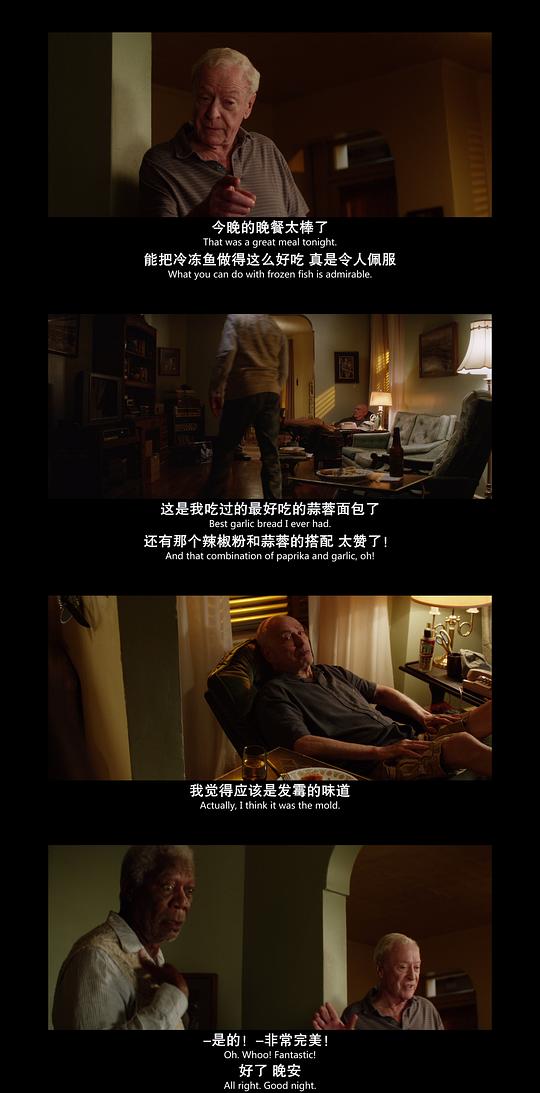 今晚的晚餐太棒了
That was a great meal tonight.
能把冷冻鱼做得这么好吃 真是令人佩服
What you can do with frozen fish is admirable.
这是我吃过的最好吃的蒜蓉面包了
Best garlic bread I ever had.
还有那个辣椒粉和蒜蓉的搭配 太赞了！
And that combination of paprika and garlic, oh!
我觉得应该是发霉的味道
Actually, I think it was the mold.
–是的！ –非常完美！
Oh. Whoo! Fantastic!
好了 晚安
All right. Good night.